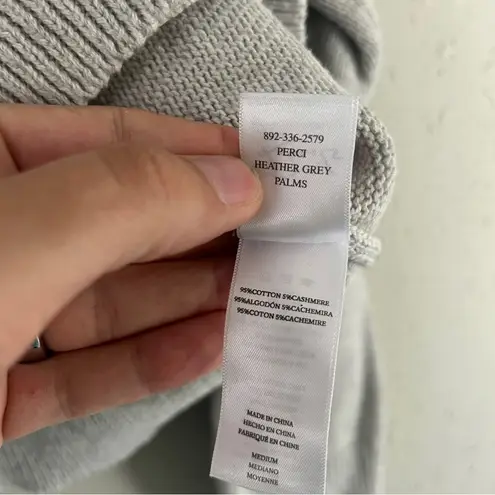 892-336-2579
PERCI
HEATHER GREY
PALMS
95%COTTON 5%CASHMERE
95%ALGODÓN 5%CACHEMIRA
95%COTON 5%CACHEMIRE
MADE IN CHINA
HECHO EN CHINA
FABRIQUÉ EN CHINE
MEDIUM
MEDIANO
MOYENNE